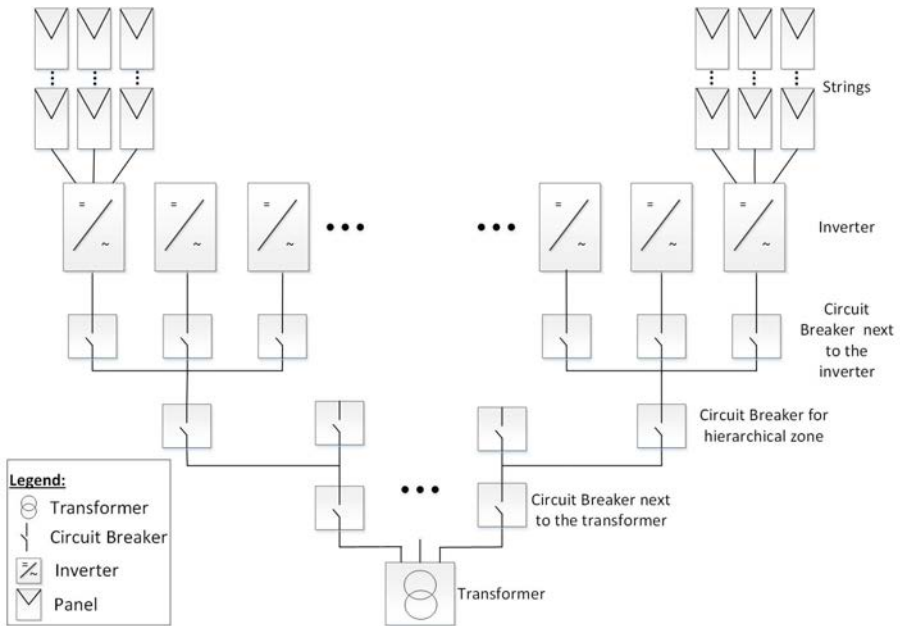 Strings
Inverter
Circuit
Breaker next
to the
inverter
Circuit Breaker for
hierarchical zone
Circuit Breaker next
to the transformer
Transformer
Legend:
Transformer
Circuit Breaker
Inverter
Panel